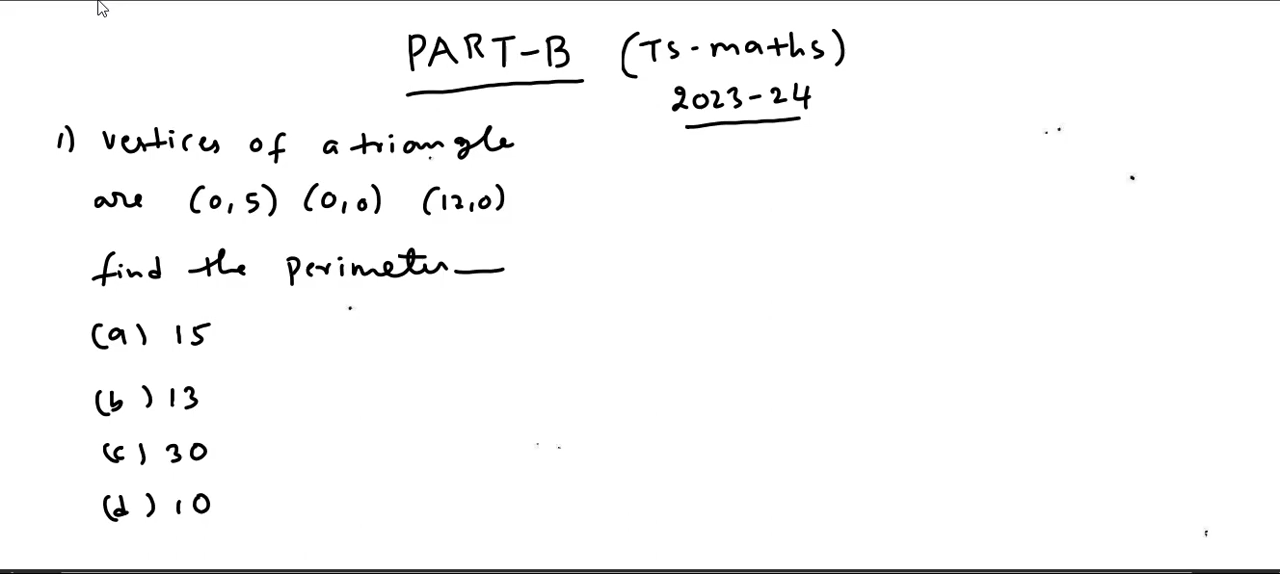 PART-B (TS-maths)
2023-24
1) vertices of a triangle
are (0,5) (0,0) (12,0)
find the perimeter__
(a) 15
(b) 13
(c) 30
(d) 10